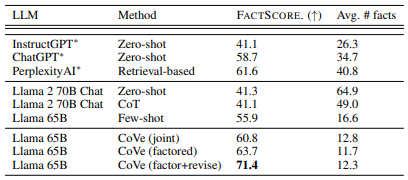 LLM Method FACTSCORE. (↑) Avg. # facts
InstructGPT* Zero-shot 41.1 26.3
ChatGPT* Zero-shot 58.7 34.7
PerplexityAI* Retrieval-based 61.6 40.8
Llama 2 70B Chat Zero-shot 41.3 64.9
Llama 2 70B Chat CoT 41.1 49.0
Llama 65B Few-shot 55.9 16.6
Llama 65B CoVe (joint) 60.8 12.8
Llama 65B CoVe (factored) 63.7 11.7
Llama 65B CoVe (factor+revise) 71.4 12.3